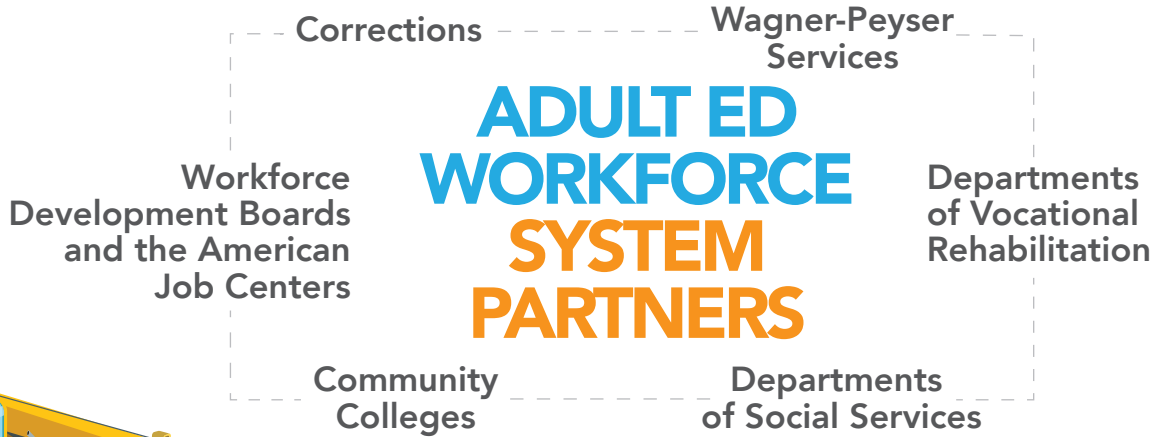 Corrections
Wagner-Peyser
Services
ADULT ED
WORKFORCE
SYSTEM
PARTNERS
Workforce
Development Boards
and the American
Job Centers
Departments
of Vocational
Rehabilitation
Community
Colleges
Departments
of Social Services